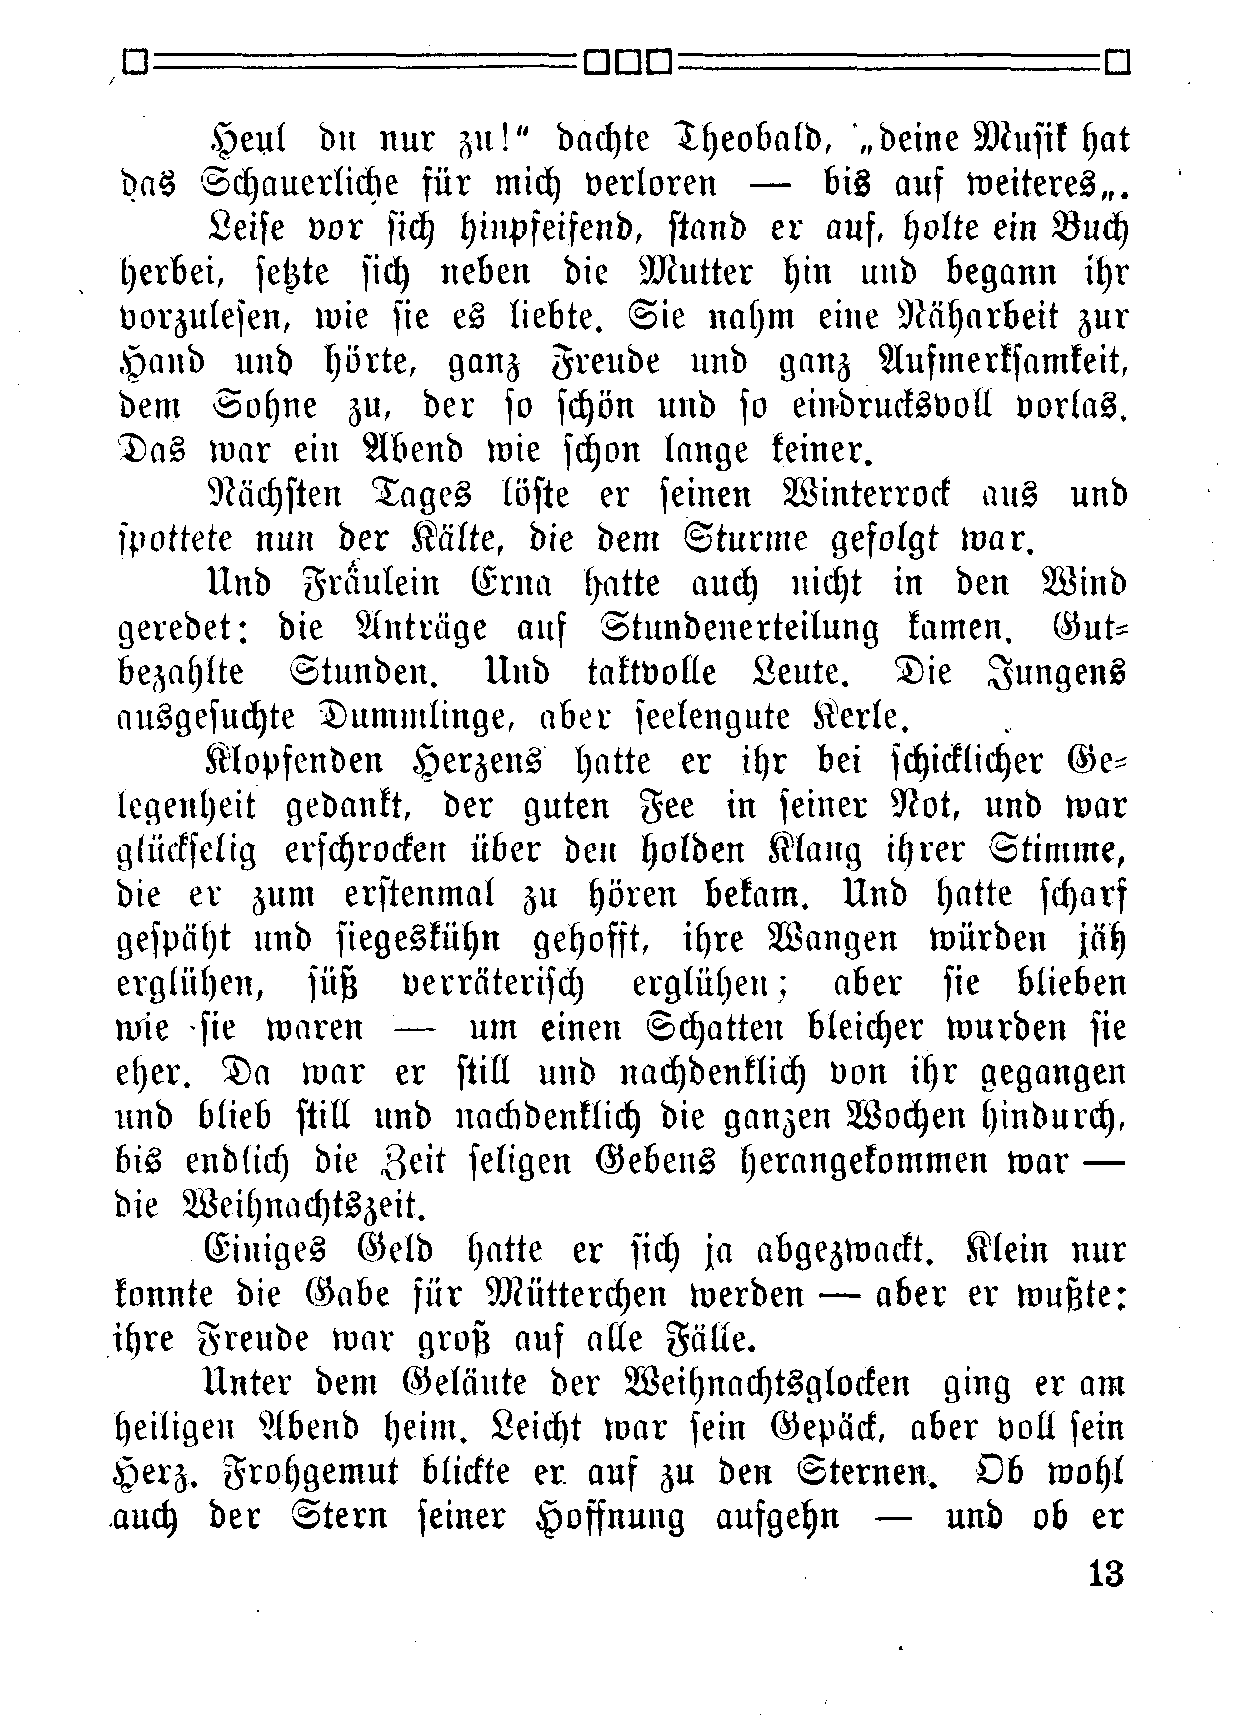 Heul du nur zu!“ dachte Theobald, „deine Musik hat
das Schauerliche für mich verloren — bis auf weiteres„.
Leise vor sich hinpfeifend, stand er auf, holte ein Buch
herbei, setzte sich neben die Mutter hin und begann ihr
vorzulesen, wie sie es liebte. Sie nahm eine Näharbeit zur
Hand und hörte, ganz Freude und ganz Aufmerksamkeit,
dem Sohne zu, der so schön und so eindrucksvoll vorlas.
Das war ein Abend wie schon lange keiner.
Nächsten Tages löste er seinen Winterrock aus und
spottete nun der Kälte, die dem Sturme gefolgt war.
Und Fräulein Erna hatte auch nicht in den Wind
geredet: die Anträge auf Stundenerteilung kamen. Gut-
bezahlte Stunden. Und taktvolle Leute. Die Jungens
ausgesuchte Dummlinge, aber seelengute Kerle.
Klopfenden Herzens hatte er ihr bei schicklicher Ge-
legenheit gedankt, der guten Fee in seiner Not, und war
glückselig erschrocken über den holden Klang ihrer Stimme,
die er zum erstenmal zu hören bekam. Und hatte scharf
gespäht und siegeskühn gehofft, ihre Wangen würden jäh
erglühen, süß verräterisch erglühen; aber sie blieben
wie sie waren — um einen Schatten bleicher wurden sie
eher. Da war er still und nachdenklich von ihr gegangen
und blieb still und nachdenklich die ganzen Wochen hindurch,
bis endlich die Zeit seligen Gebens herangekommen war —
die Weihnachtszeit.
Einiges Geld hatte er sich ja abgezwackt. Klein nur
konnte die Gabe für Mütterchen werden — aber er wußte:
ihre Freude war groß auf alle Fälle.
Unter dem Geläute der Weihnachtsglocken ging er am
heiligen Abend heim. Leicht war sein Gepäck, aber voll sein
Herz. Frohgemut blickte er auf zu den Sternen. Ob wohl
auch der Stern seiner Hoffnung aufgehn — und ob er
13